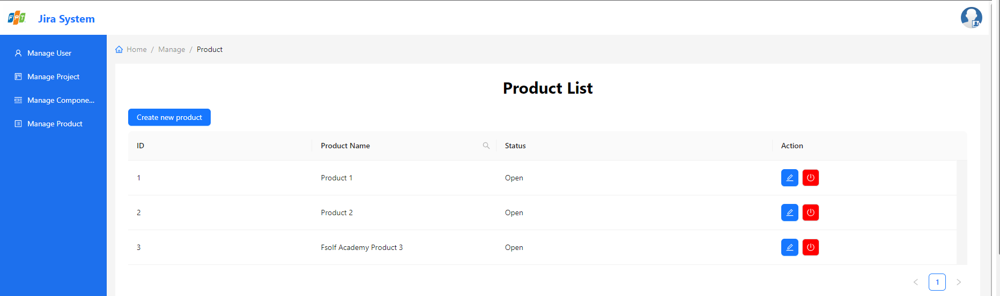 FPT Jira System
Manage User
Manage Project
Manage Compone...
Manage Product
Home / Manage / Product
Product List
Create new product
ID Product Name Status Action
1 Product 1 Open
2 Product 2 Open
3 Fsolf Academy Product 3 Open
1